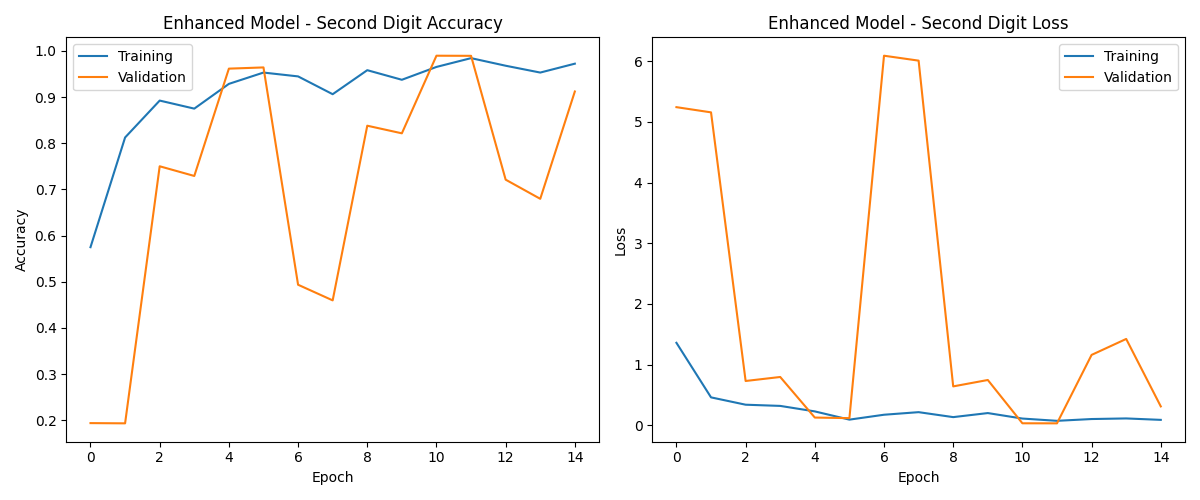 Enhanced Model - Second Digit Accuracy
Training
Validation
1.0
0.9
0.8
0.7
0.6
0.5
0.4
0.3
0.2
Accuracy
0 2 4 6 8 10 12 14
Epoch
Enhanced Model - Second Digit Loss
Training
Validation
6
5
4
3
2
1
0
Loss
0 2 4 6 8 10 12 14
Epoch